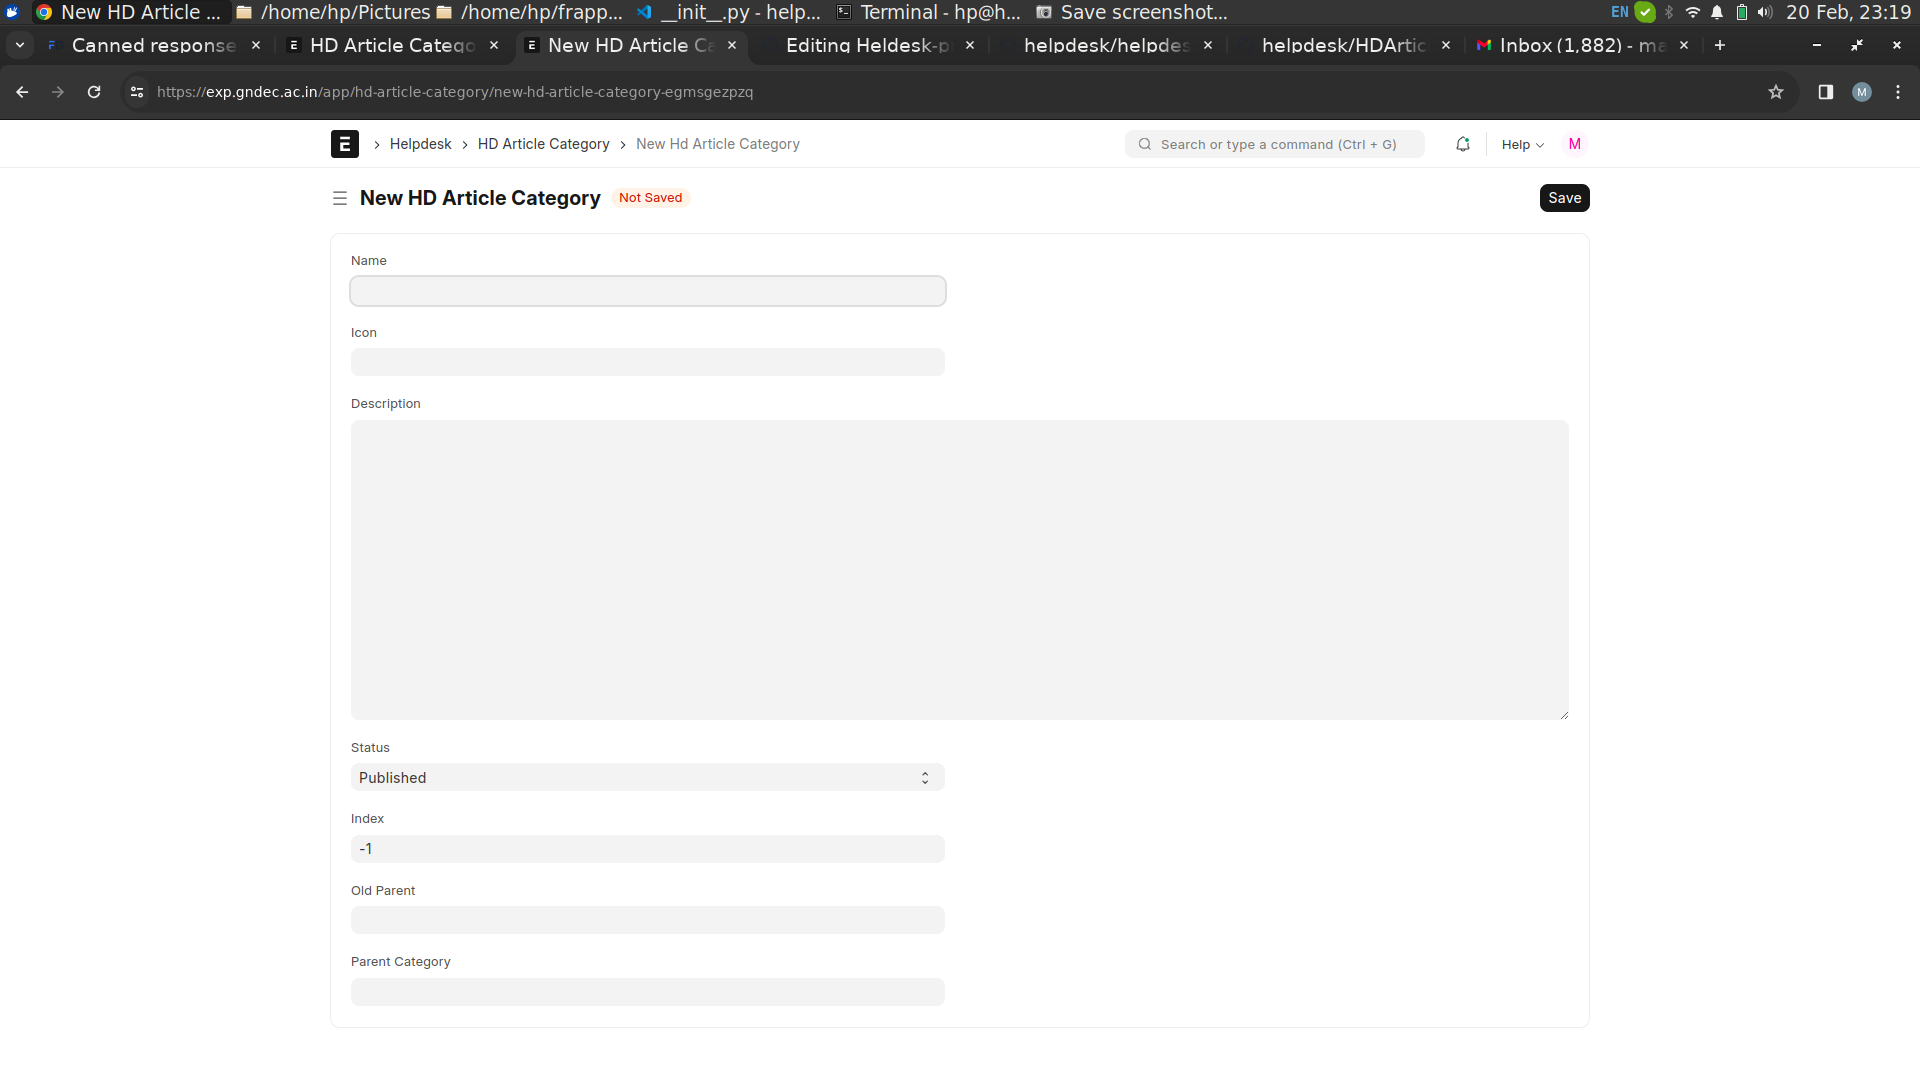 New HD Article ... /home/hp/Pictures /home/hp/frapp... __init__.py - help... Terminal - hp@h... Save screenshot... EN 20 Feb, 23:19
Canned response HD Article Catego New HD Article Ca Editing Heldesk-p helpdesk/helpdes helpdesk/HDArtic Inbox (1,882) - ma
https://exp.gndec.ac.in/app/hd-article-category/new-hd-article-category-egmsgezpzq M
E > Helpdesk > HD Article Category > New Hd Article Category Search or type a command (Ctrl + G) Help M
New HD Article Category Not Saved Save
Name
Icon
Description
Status
Published
Index
-1
Old Parent
Parent Category